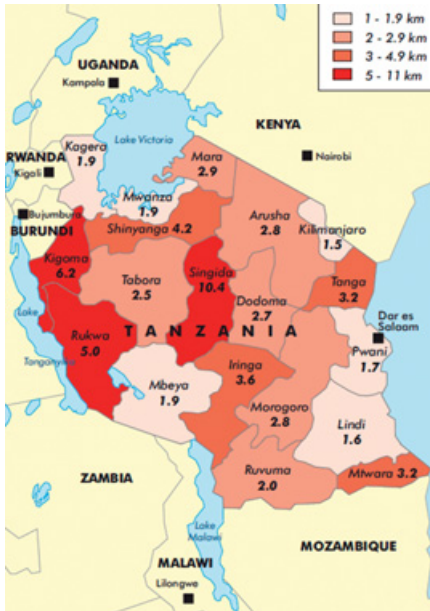 1 - 1.9 km
2 - 2.9 km
3 - 4.9 km
5 - 11 km
UGANDA
Kampala
KENYA
Lake Victoria
Kagera
1.9
Mara
2.9
Nairobi
RWANDA
Kigali
Mwanza
1.9
Arusha
2.8
Bujumbura
BURUNDI
Shinyanga 4.2
Kilimanjaro
1.5
Kigoma
6.2
Singida
10.4
Tabora
2.5
Tanga
3.2
Dodoma
2.7
Dar es
Salaam
Lake
Tanganyika
Rukwa
5.0
TANZANIA
Pwani
1.7
Iringa
3.6
Mbeya
1.9
Morogoro
2.8
Lindi
1.6
Ruvuma
2.0
Mtwara 3.2
ZAMBIA
Lake
Malawi
MOZAMBIQUE
MALAWI
Lilongwe